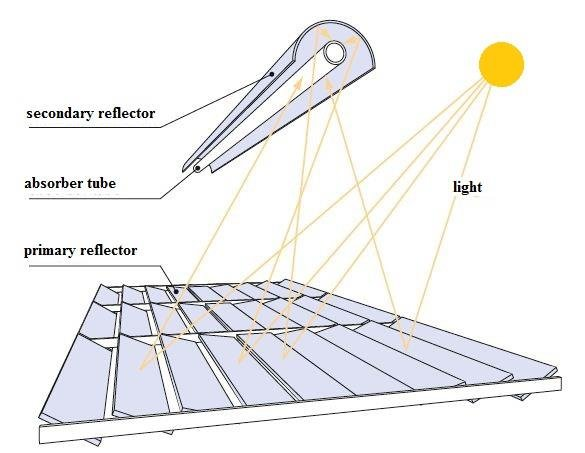 secondary reflector
absorber tube
light
primary reflector